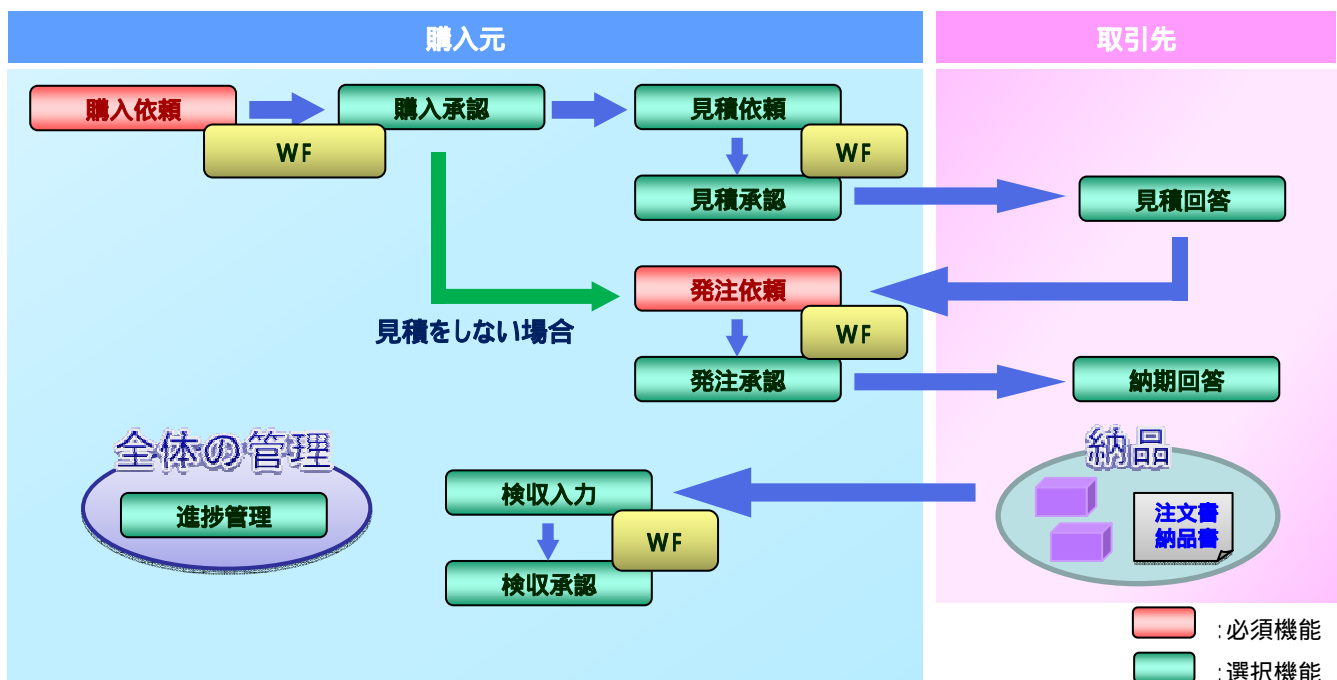 購入元
取引先
購入依頼
購入承認
見積依頼
WF
WF
見積承認
見積回答
発注依頼
見積をしない場合
WF
発注承認
納期回答
全体の管理
進捗管理
納品
注文書
納品書
検収入力
WF
検収承認
:必須機能
:選択機能